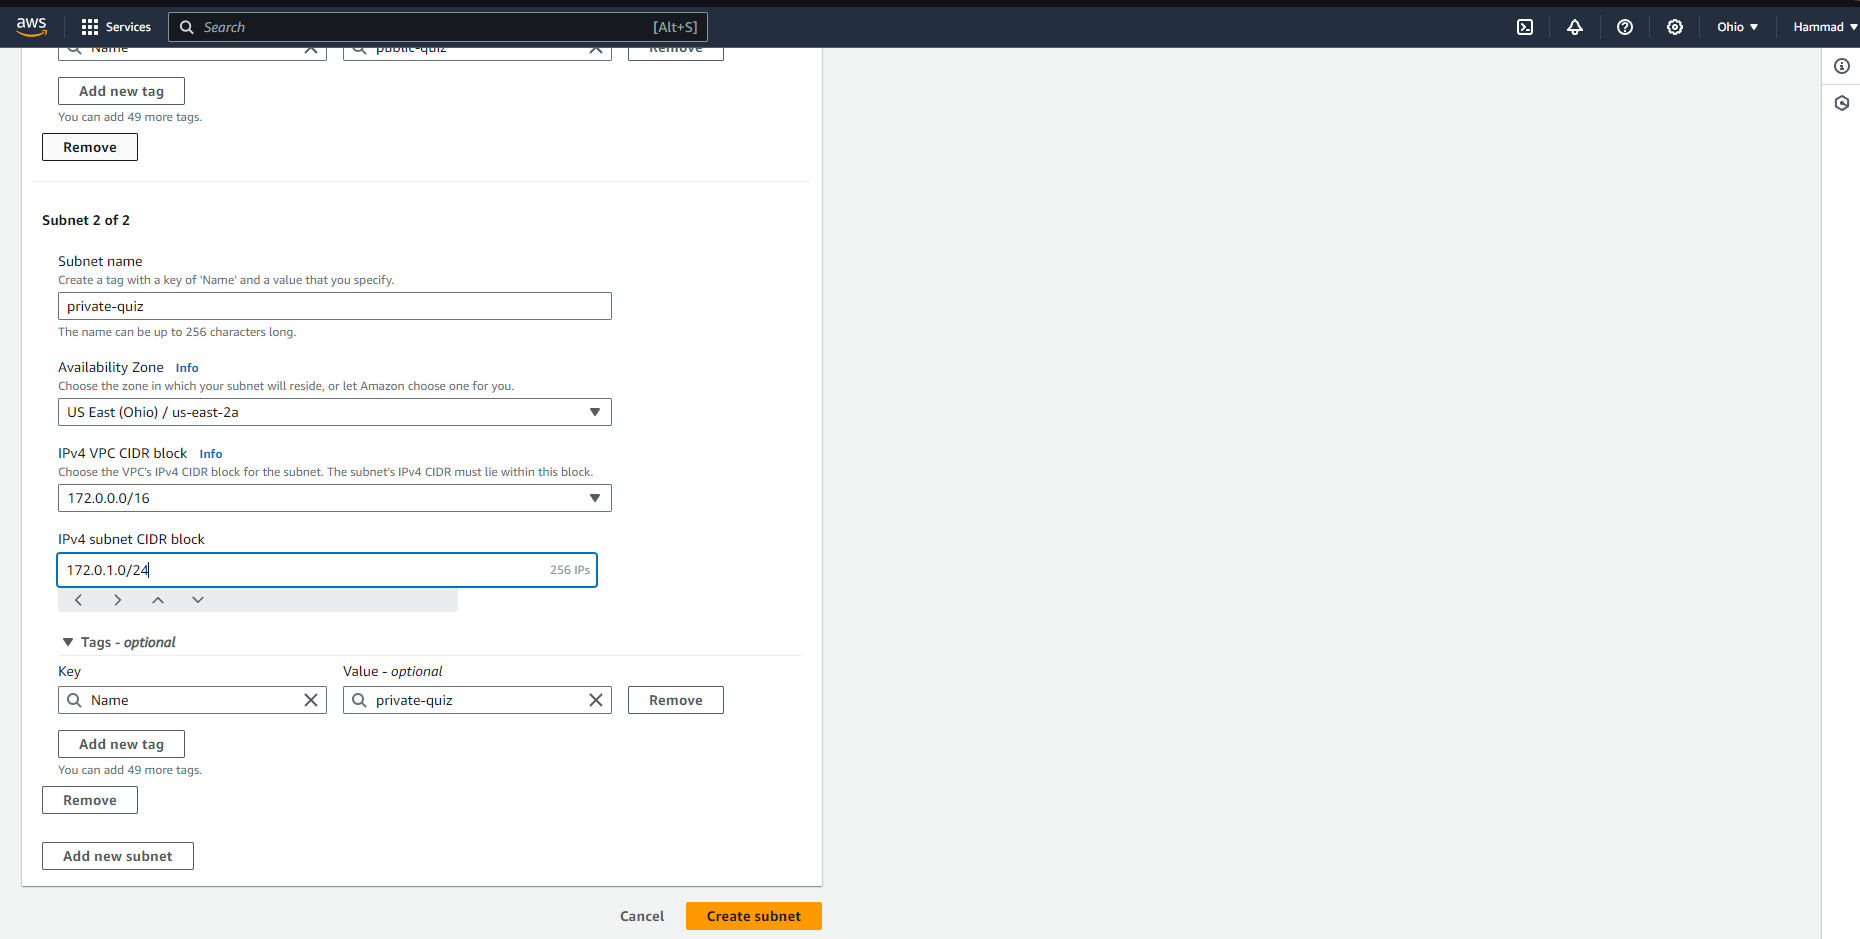 aws
Services
Search
[Alt+S]
Ohio
Hammad
Name
public-quiz
Remove
Add new tag
You can add 49 more tags.
Remove
Subnet 2 of 2
Subnet name
Create a tag with a key of 'Name' and a value that you specify.
private-quiz
The name can be up to 256 characters long.
Availability Zone Info
Choose the zone in which your subnet will reside, or let Amazon choose one for you.
US East (Ohio) / us-east-2a
IPv4 VPC CIDR block Info
Choose the VPC's IPv4 CIDR block for the subnet. The subnet's IPv4 CIDR must lie within this block.
172.0.0.0/16
IPv4 subnet CIDR block
172.0.1.0/24
256 IPs
Tags - optional
Key
Value - optional
Name
private-quiz
Remove
Add new tag
You can add 49 more tags.
Remove
Add new subnet
Cancel
Create subnet